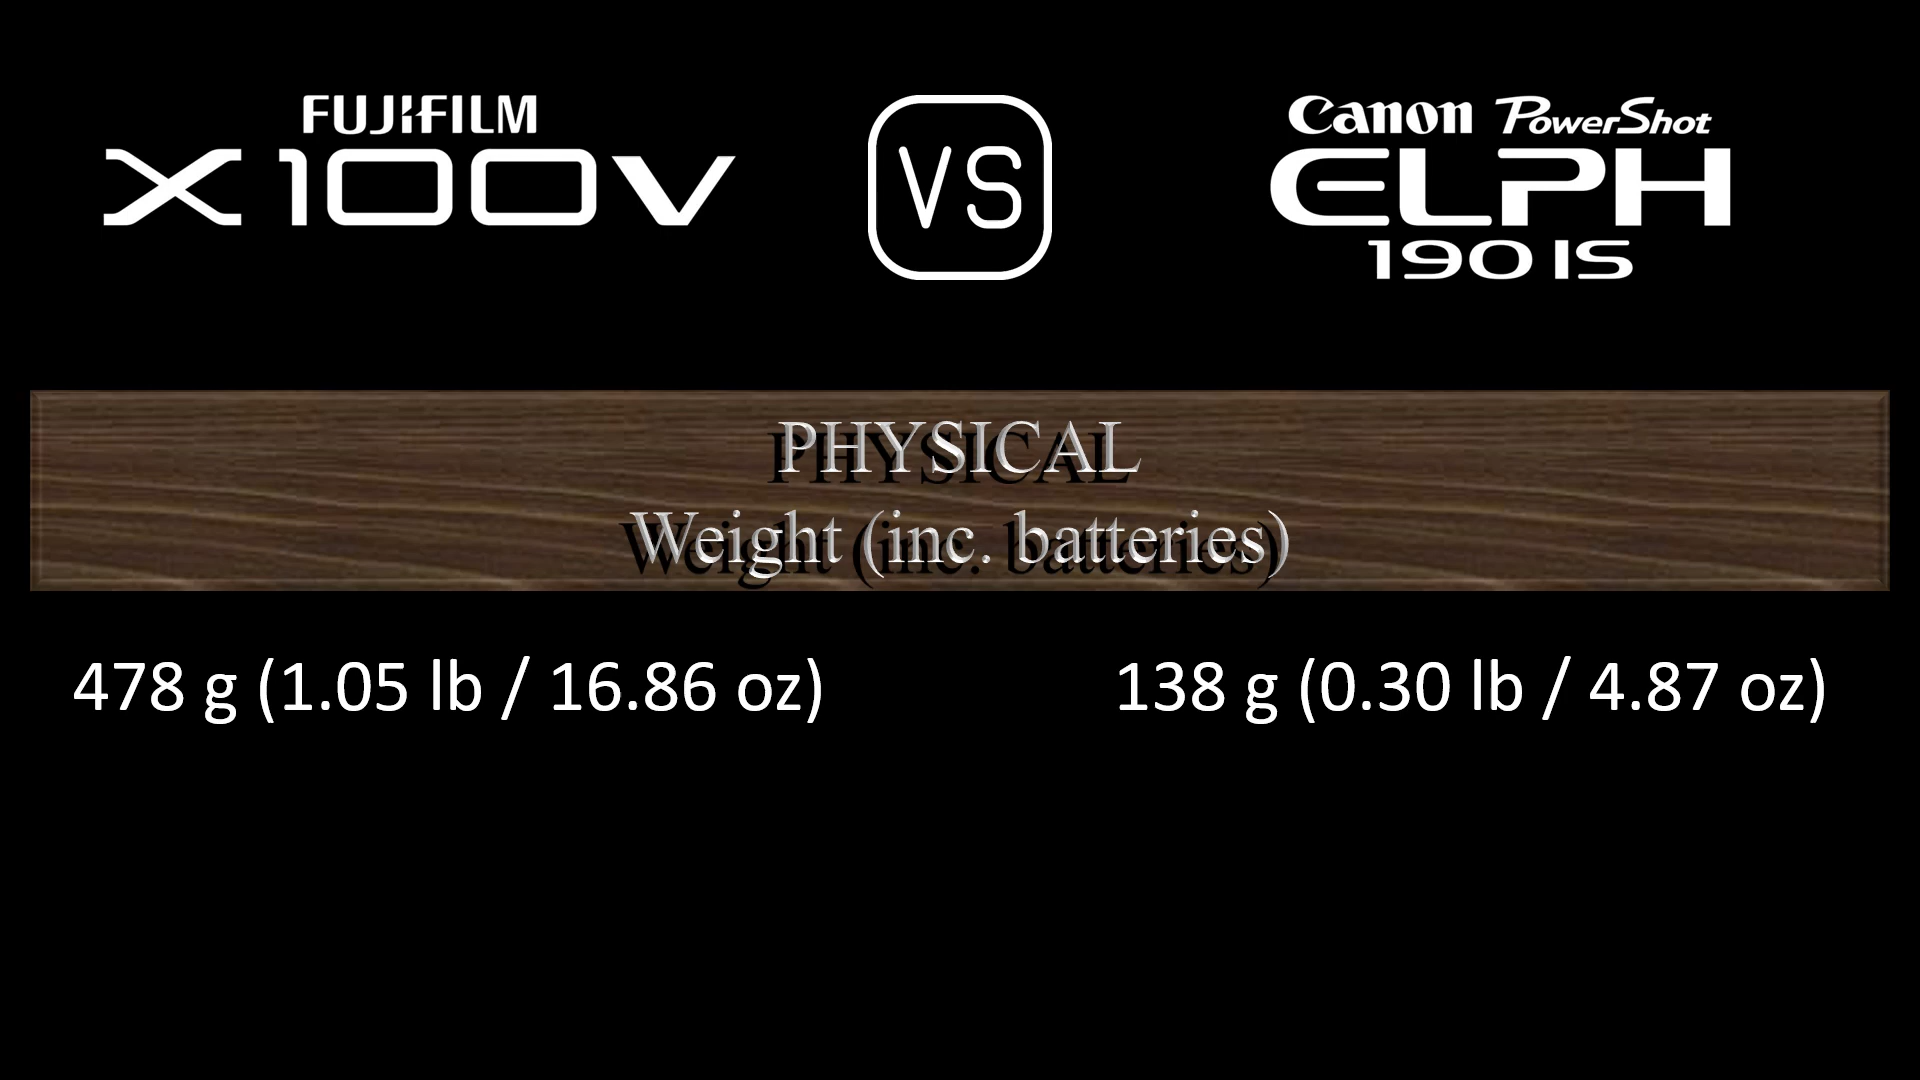 FUJIFILM
X100V
VS
Canon PowerShot
ELPH
190 IS
PHYSICAL
Weight (inc. batteries)
478 g (1.05 lb / 16.86 oz)
138 g (0.30 lb / 4.87 oz)